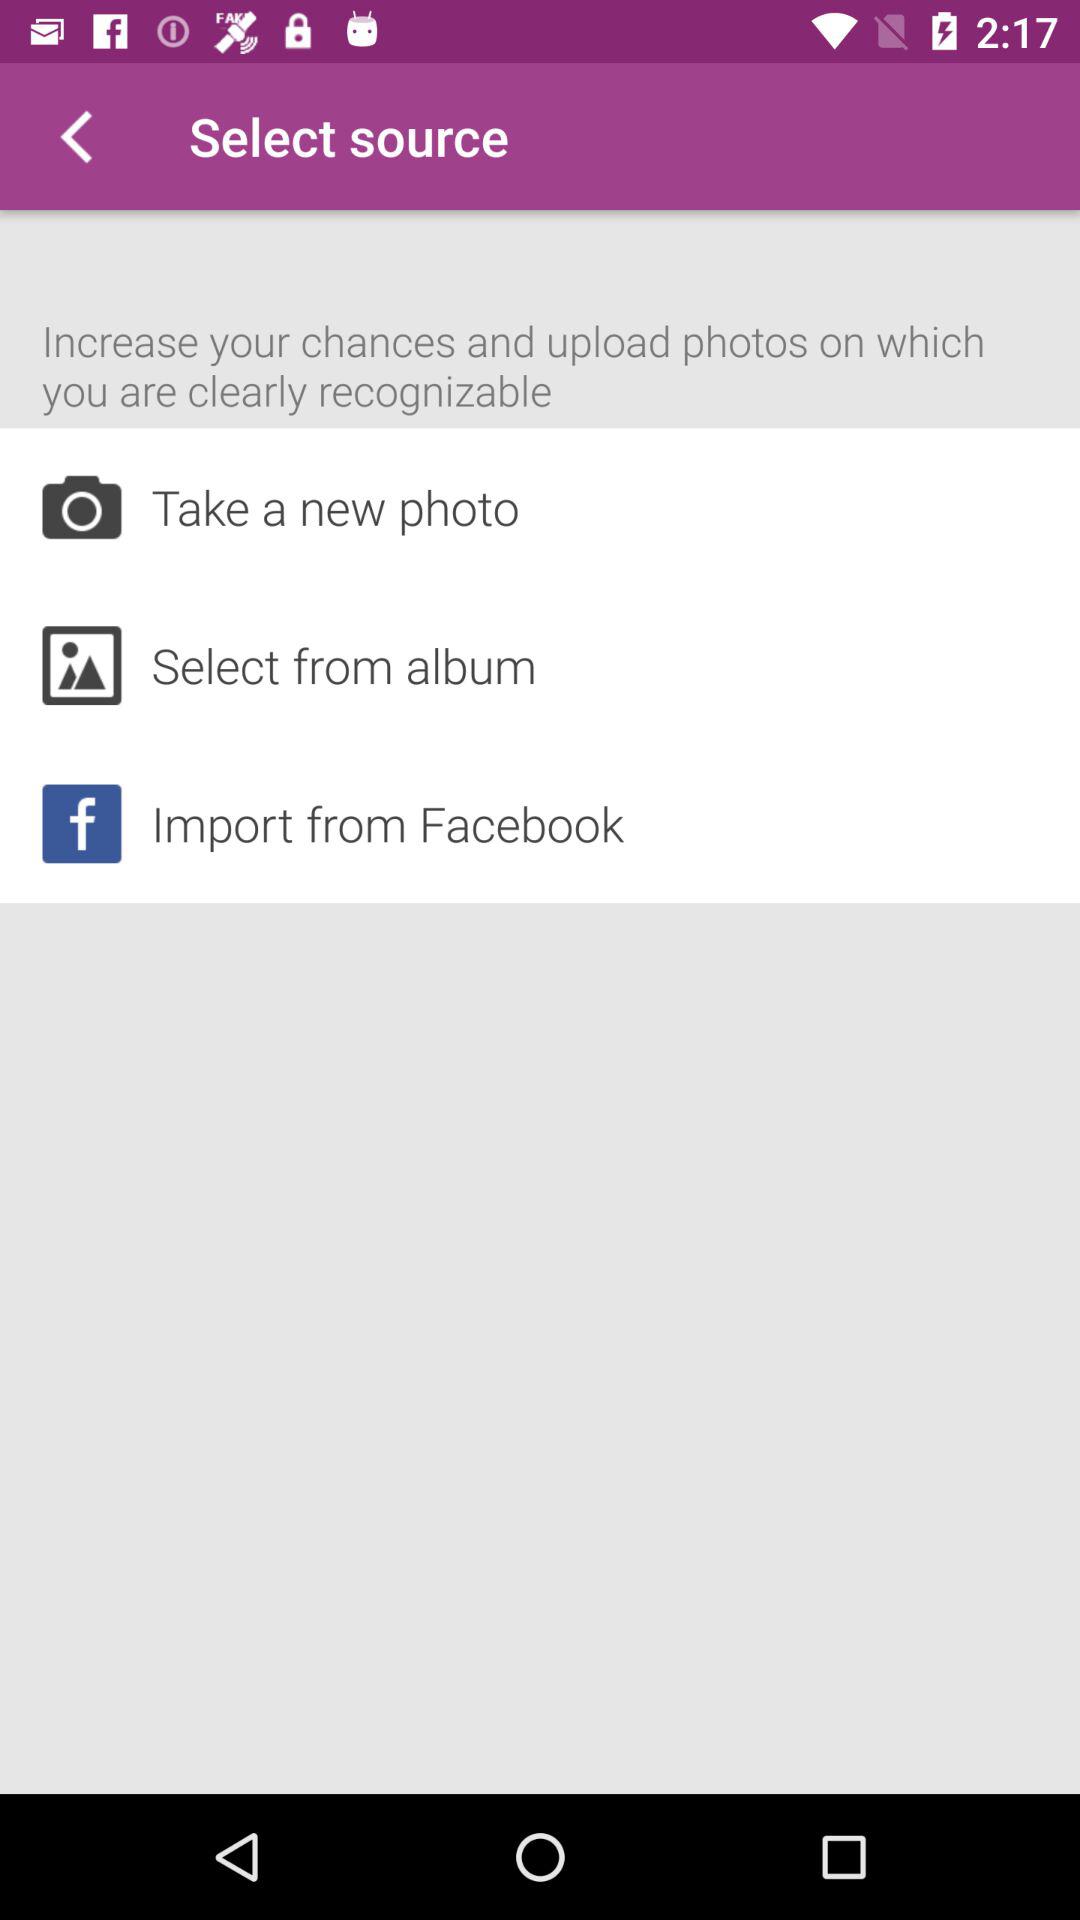 FAKE
2:17
Select source
Increase your chances and upload photos on which
you are clearly recognizable
Take a new photo
Select from album
Import from Facebook